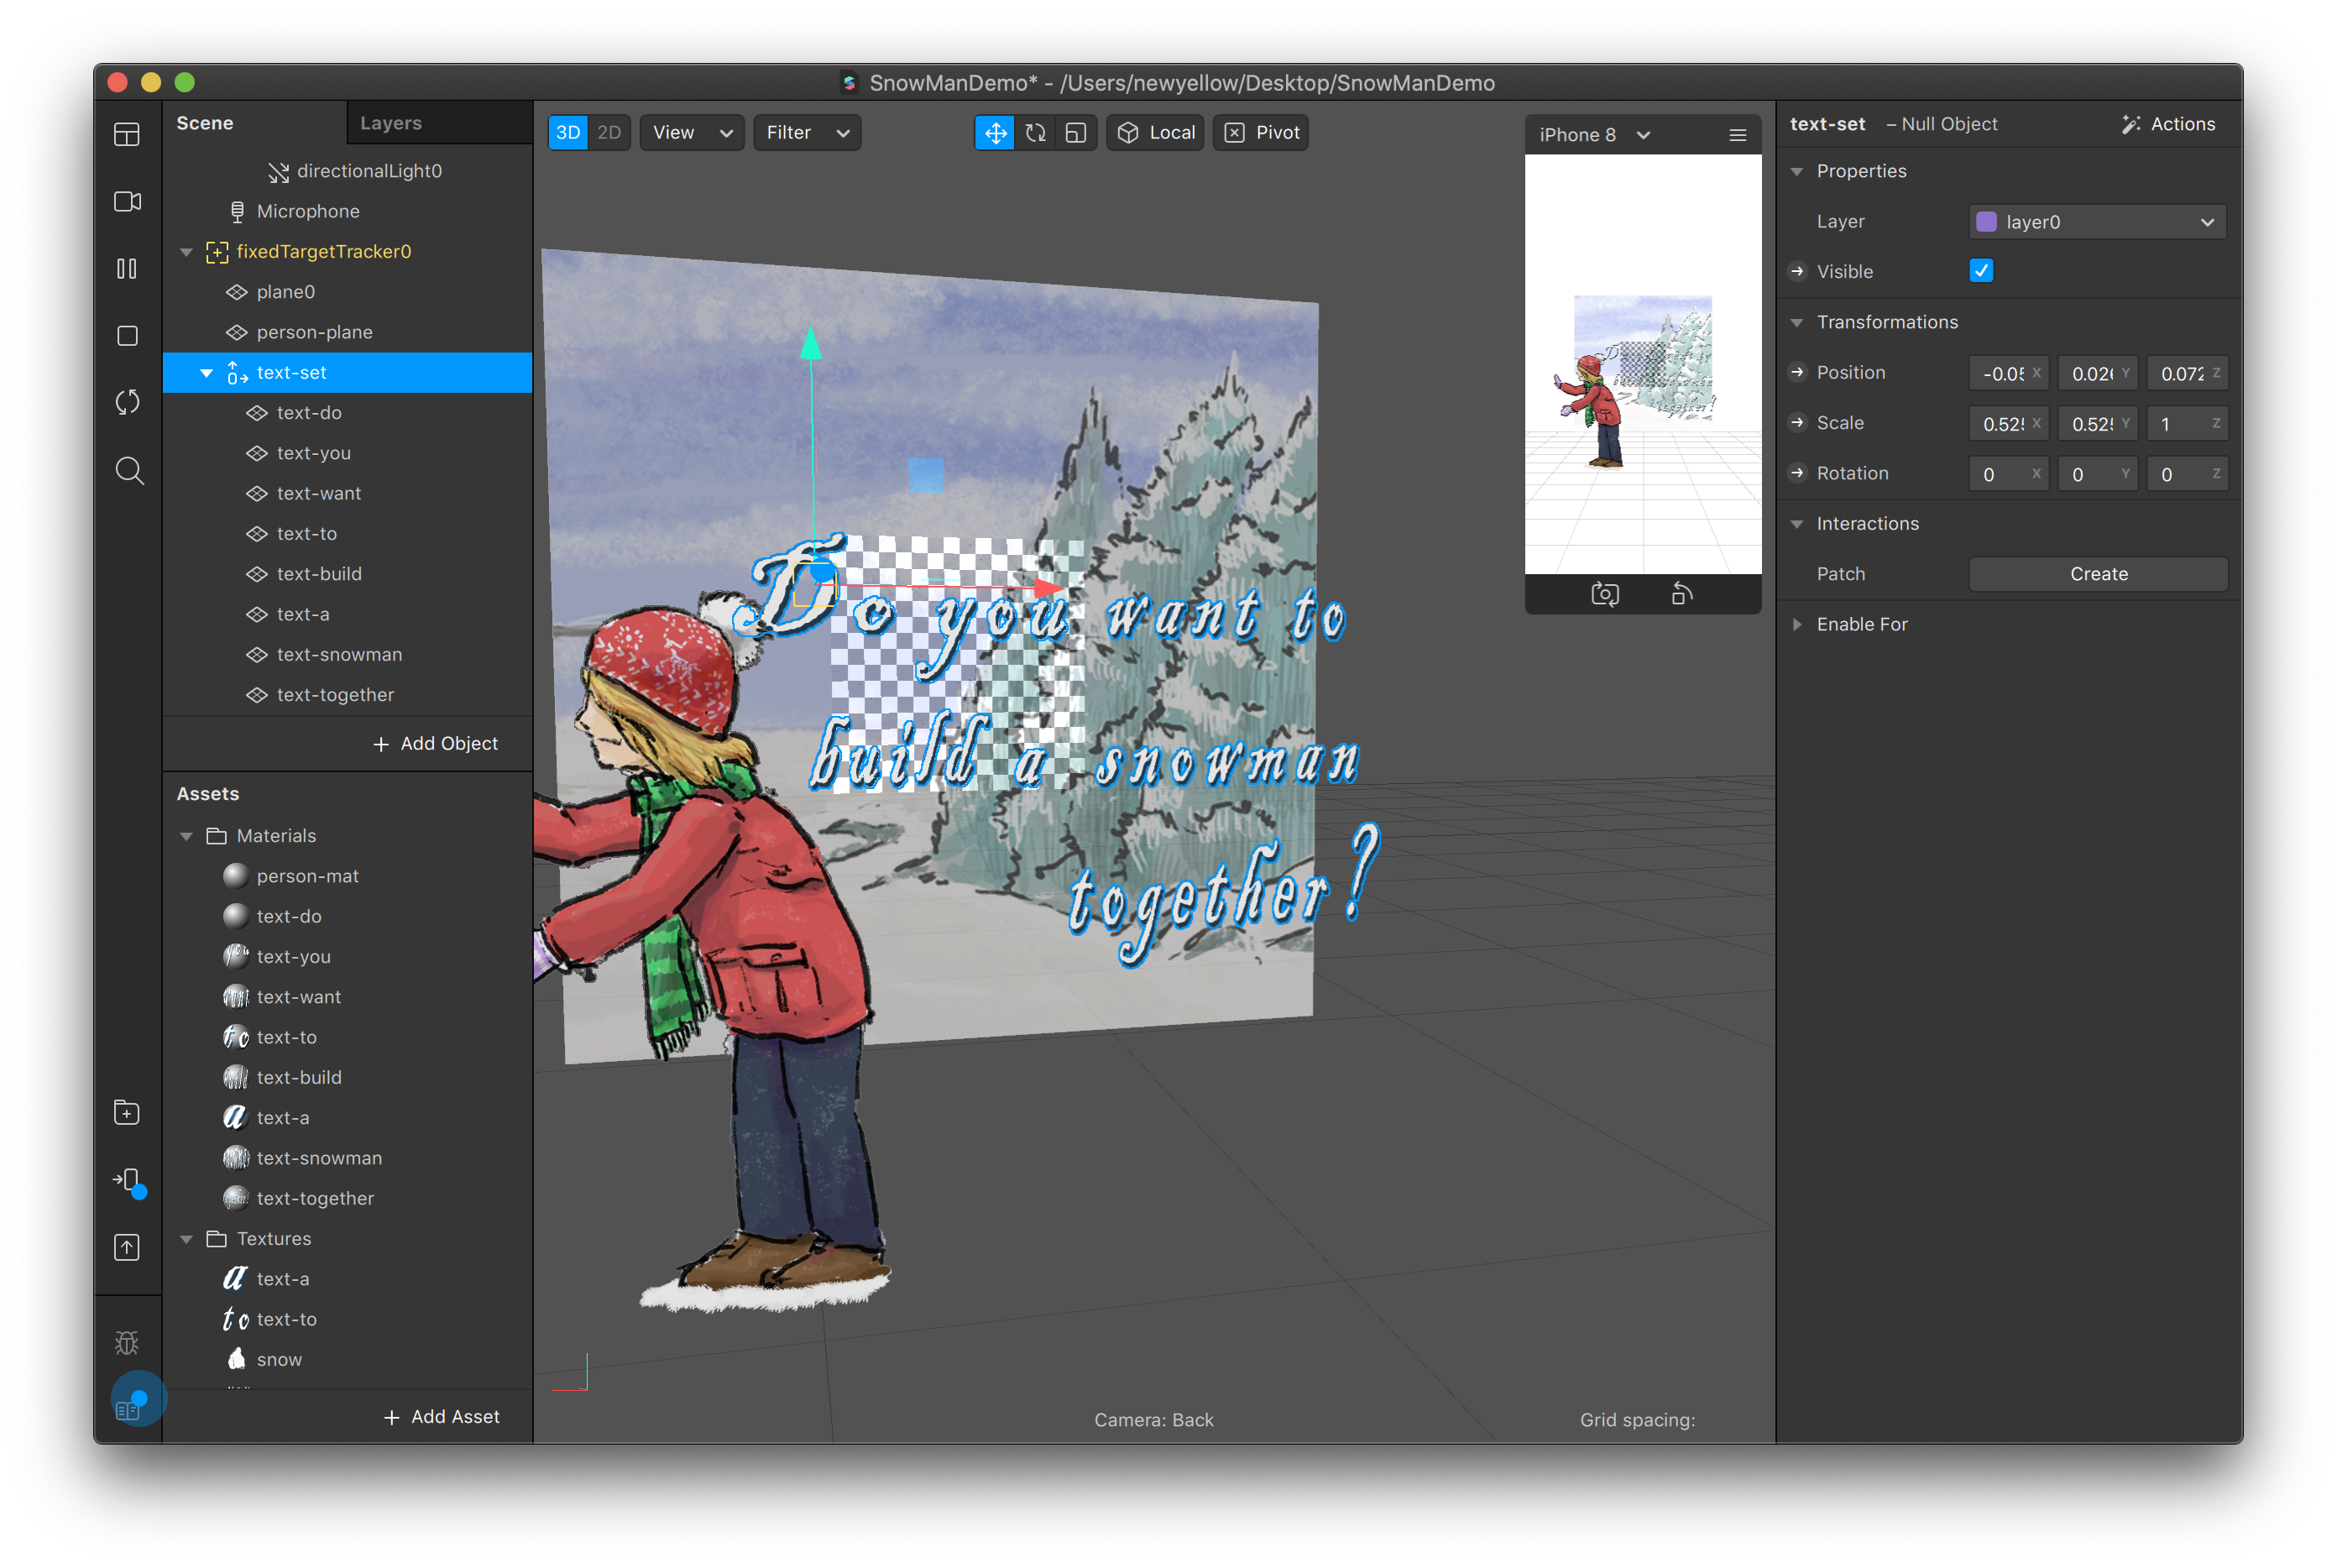 SnowManDemo* - /Users/newyellow/Desktop/SnowManDemo
Scene
Layers
directionalLight0
Microphone
fixedTargetTracker0
plane0
person-plane
text-set
text-do
text-you
text-want
text-to
text-build
text-a
text-snowman
text-together
+ Add Object
Assets
Materials
person-mat
text-do
text-you
text-want
text-to
text-build
text-a
text-snowman
text-together
Textures
text-a
text-to
snow
+ Add Asset
3D 2D View Filter Local Pivot
Do you want to
build a snowman
together?
Camera: Back
Grid spacing:
iPhone 8
text-set – Null Object Actions
Properties
Layer layer0
Visible
Transformations
Position -0.05 X 0.02 Y 0.072 Z
Scale 0.525 X 0.525 Y 1 Z
Rotation 0 X 0 Y 0 Z
Interactions
Patch Create
Enable For